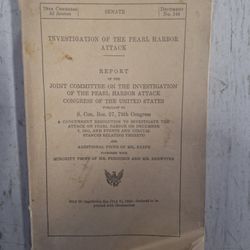 79th Congress
2d Session
SENATE
Document
No. 244
INVESTIGATION OF THE PEARL HARBOR
ATTACK
REPORT
OF THE
JOINT COMMITTEE ON THE INVESTIGATION
OF THE PEARL HARBOR ATTACK
CONGRESS OF THE UNITED STATES
PURSUANT TO
S. Con. Res. 27, 79th Congress
A CONCURRENT RESOLUTION TO INVESTIGATE THE
ATTACK ON PEARL HARBOR ON DECEMBER
7, 1941, AND EVENTS AND CIRCUM-
STANCES RELATING THERETO
AND
ADDITIONAL VIEWS OF MR. KEEFE
TOGETHER WITH
MINORITY VIEWS OF MR. FERGUSON AND MR. BREWSTER